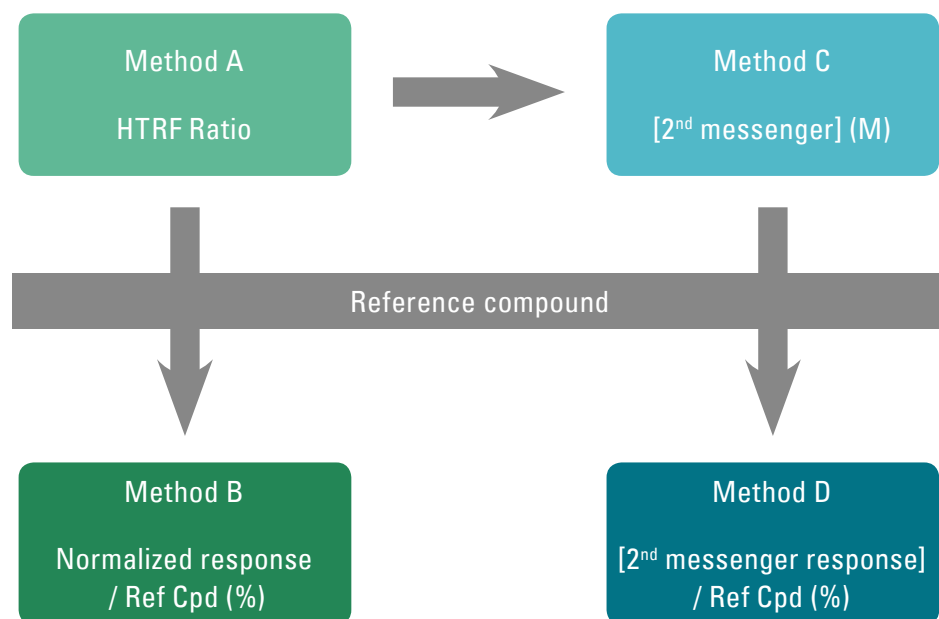 Method A
HTRF Ratio
Method C
[2nd messenger] (M)
Reference compound
Method B
Normalized response
/ Ref Cpd (%)
Method D
[2nd messenger response]
/ Ref Cpd (%)